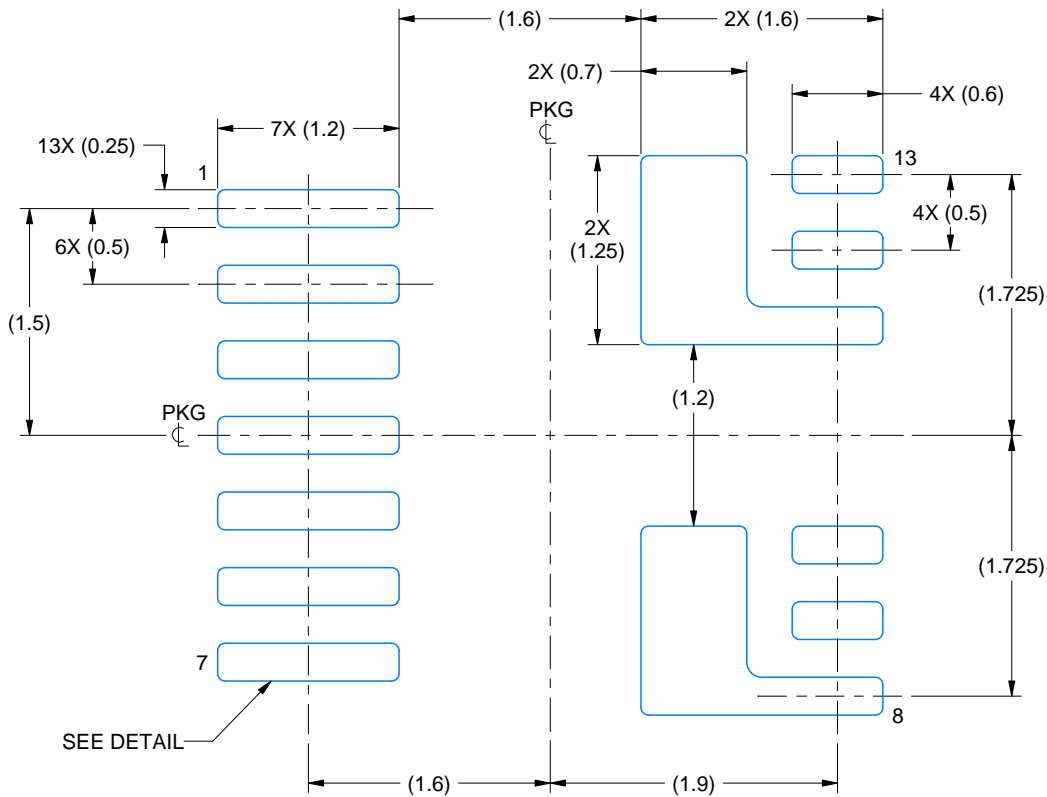 (1.6)
2X (1.6)
2X (0.7)
4X (0.6)
PKG
℄
7X (1.2)
13X (0.25)
1
13
4X (0.5)
2X
(1.25)
6X (0.5)
(1.725)
(1.5)
(1.2)
PKG
℄
(1.725)
7
8
SEE DETAIL
(1.6)
(1.9)